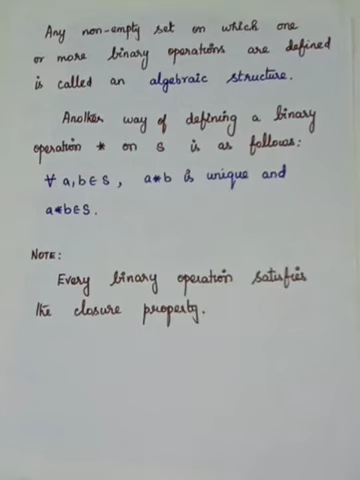 Any non-empty set on which one
or more binary operations are defined
is called an algebraic structure.
Another way of defining a binary
operation * on S is as follows:
∀ a,b∈S, a*b is unique and
a*b∈S.
NOTE:
Every binary operation satisfies
the closure property.